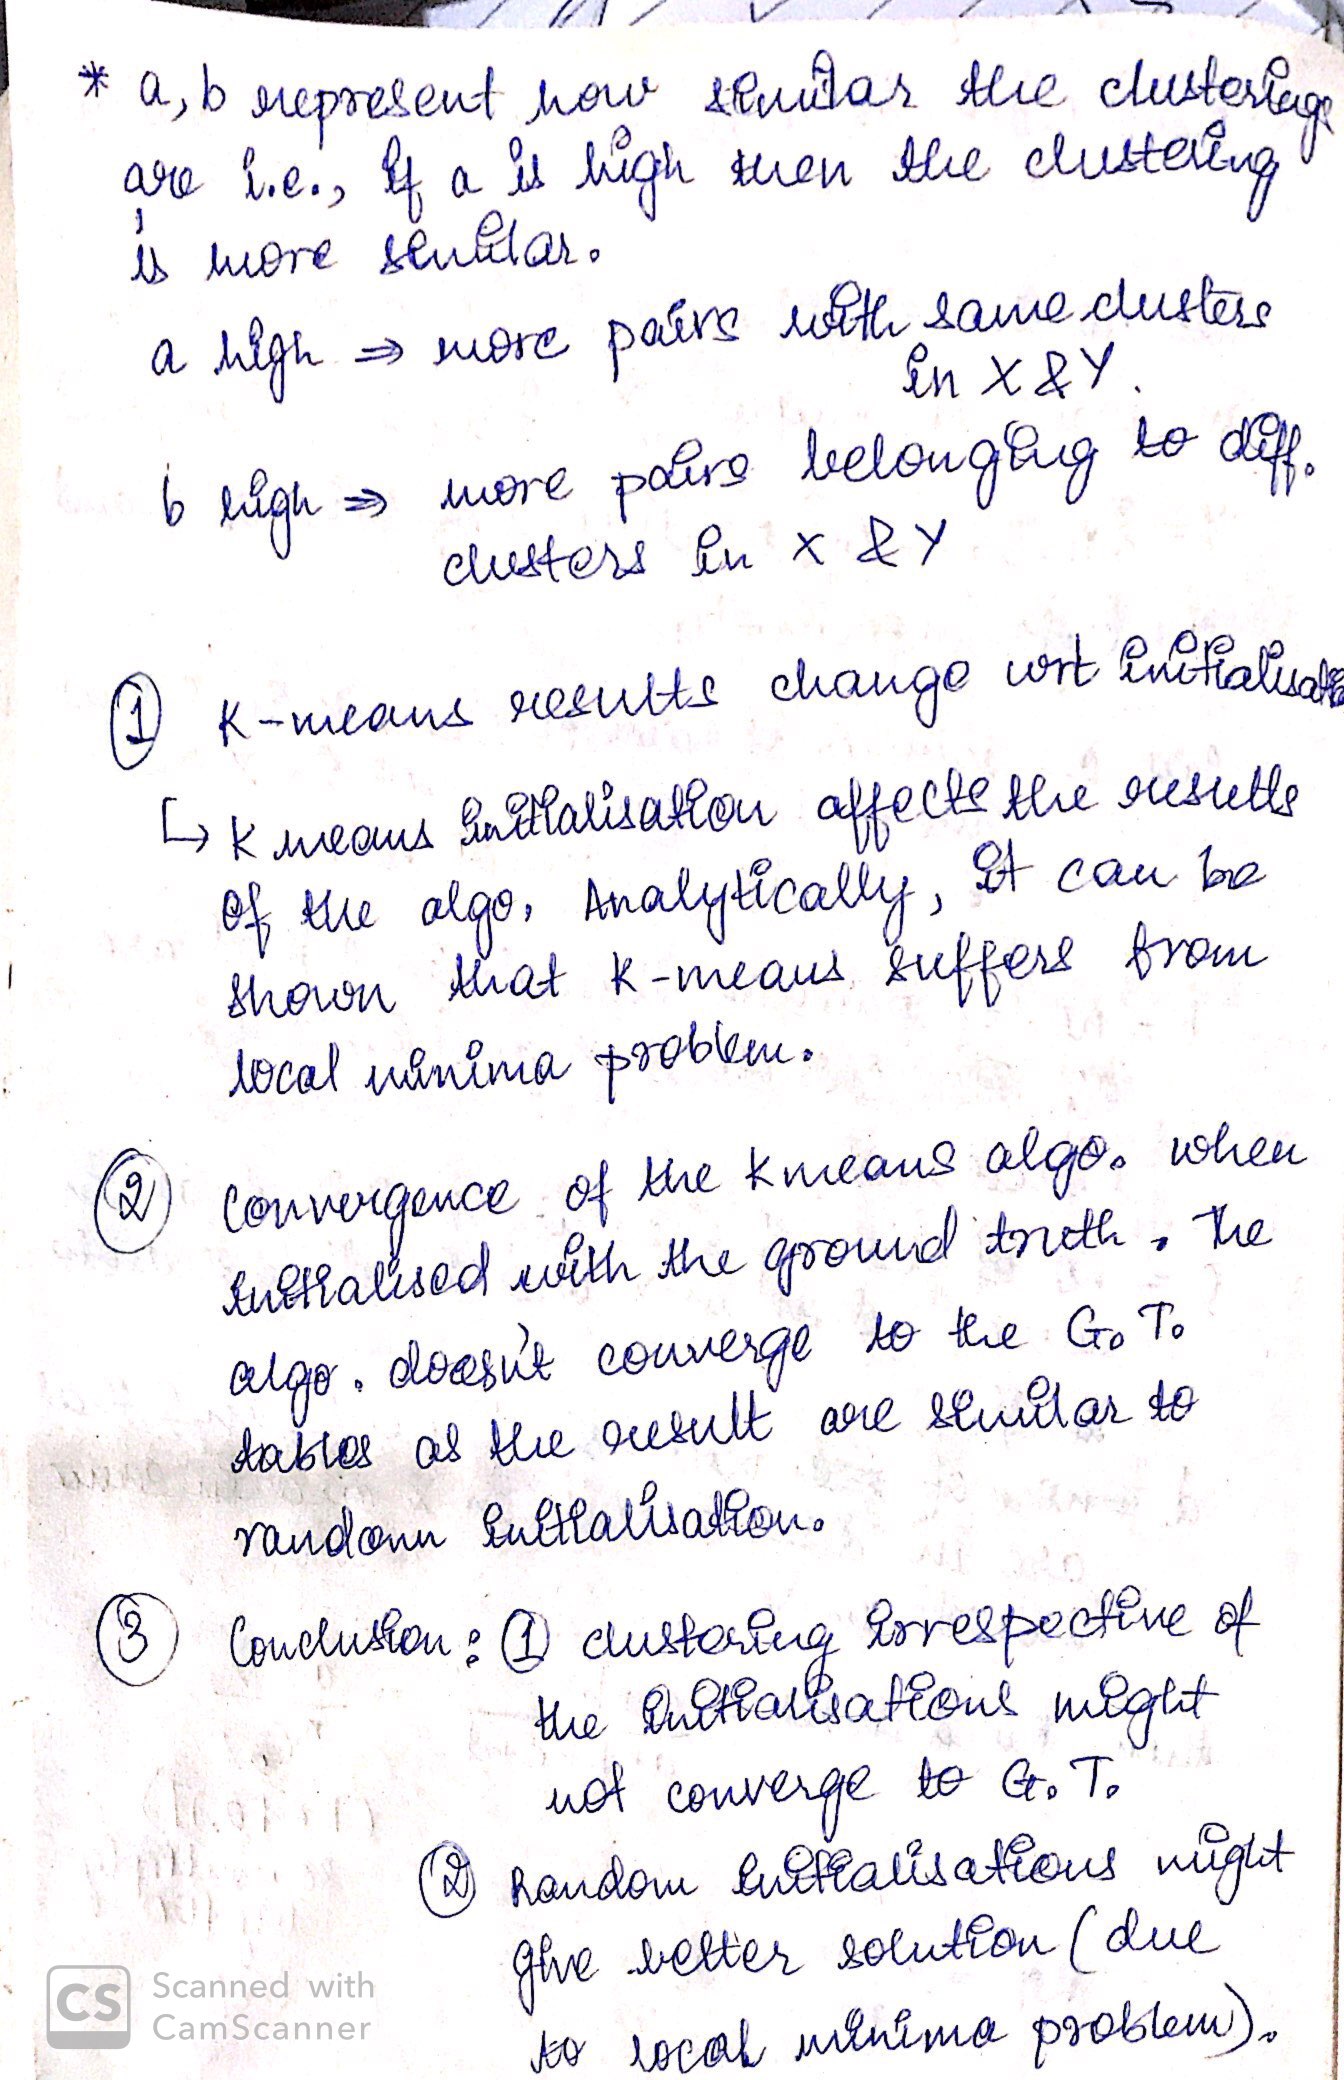 * a, b represent how similar the clusterings
are i.e., if a is high then the clustering
is more similar.
a high ⇒ more pairs with same clusters
in X & Y.
b high ⇒ more pairs belonging to diff.
clusters in X & Y
① K-means results change wrt
↳ K means initialisation affects the results
of the algo. Analytically, it can be
shown that K-means suffers from
local minima problem.
② Convergence of the K means algo. when
initialised with the ground truth. The
algo. doesn't converge to the G.T.
as the result are similar to
random initialisation.
③ Conclusion: ① clustering irrespective of
the initialisations might
not converge to G.T.
② Random initialisations might
give better solution (due
to local minima problem).
CS Scanned with
CamScanner